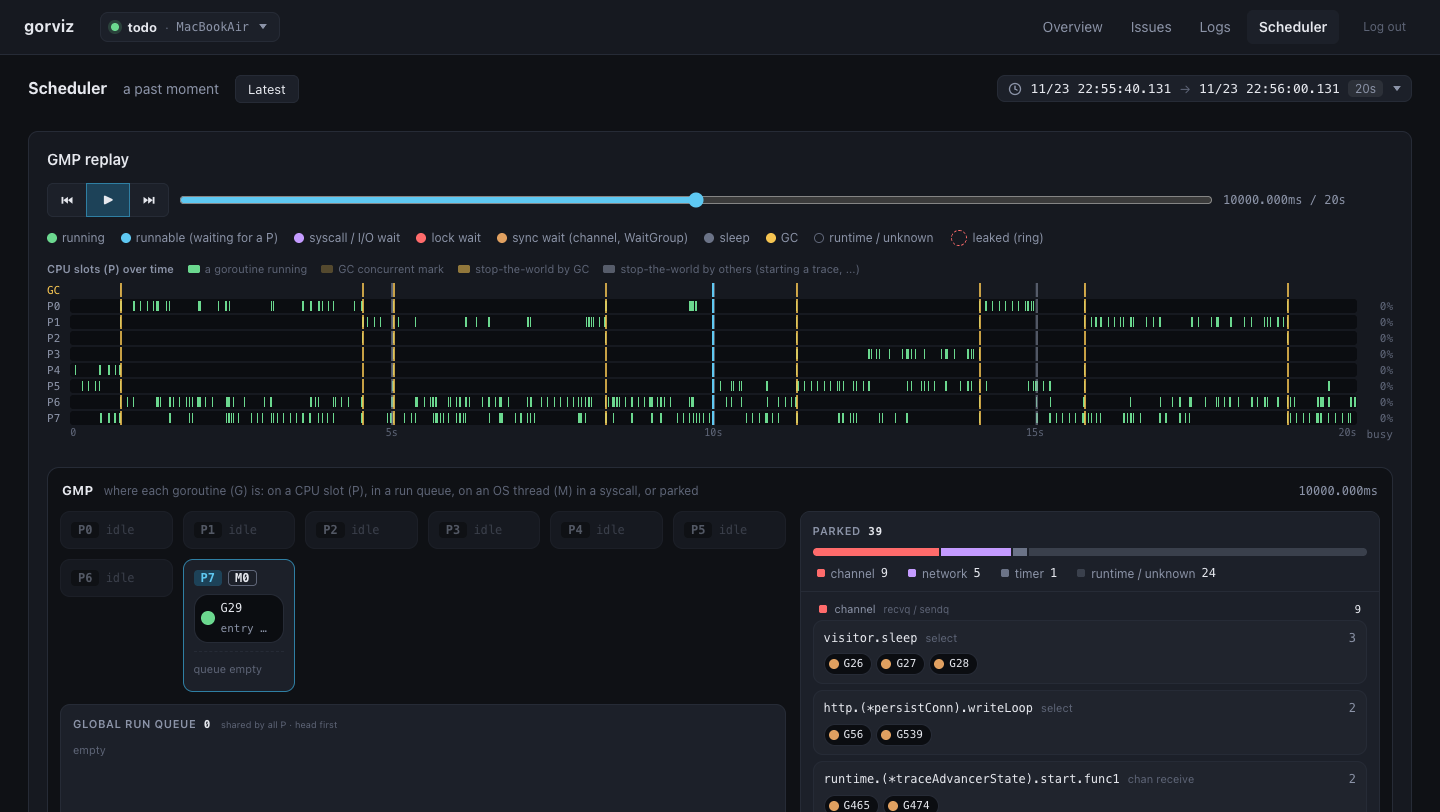 gorviz todo · MacBookAir Overview Issues Logs Scheduler Log out
Scheduler a past moment Latest 11/23 22:55:40.131 → 11/23 22:56:00.131 20s
GMP replay
10000.000ms / 20s
running runnable (waiting for a P) syscall / I/O wait lock wait sync wait (channel, WaitGroup) sleep GC runtime / unknown leaked (ring)
CPU slots (P) over time a goroutine running GC concurrent mark stop-the-world by GC stop-the-world by others (starting a trace, …)
GC
P0 0%
P1 0%
P2 0%
P3 0%
P4 0%
P5 0%
P6 0%
P7 0%
0 5s 10s 15s 20s busy
GMP where each goroutine (G) is: on a CPU slot (P), in a run queue, on an OS thread (M) in a syscall, or parked 10000.000ms
P0 idle P1 idle P2 idle P3 idle P4 idle P5 idle
P6 idle P7 M0
G29
entry …
queue empty
GLOBAL RUN QUEUE 0 shared by all P · head first
empty
PARKED 39
channel 9 network 5 timer 1 runtime / unknown 24
channel recvq / sendq 9
visitor.sleep select 3
G26 G27 G28
http.(*persistConn).writeLoop select 2
G56 G539
runtime.(*traceAdvancerState).start.func1 chan receive 2
G465 G474